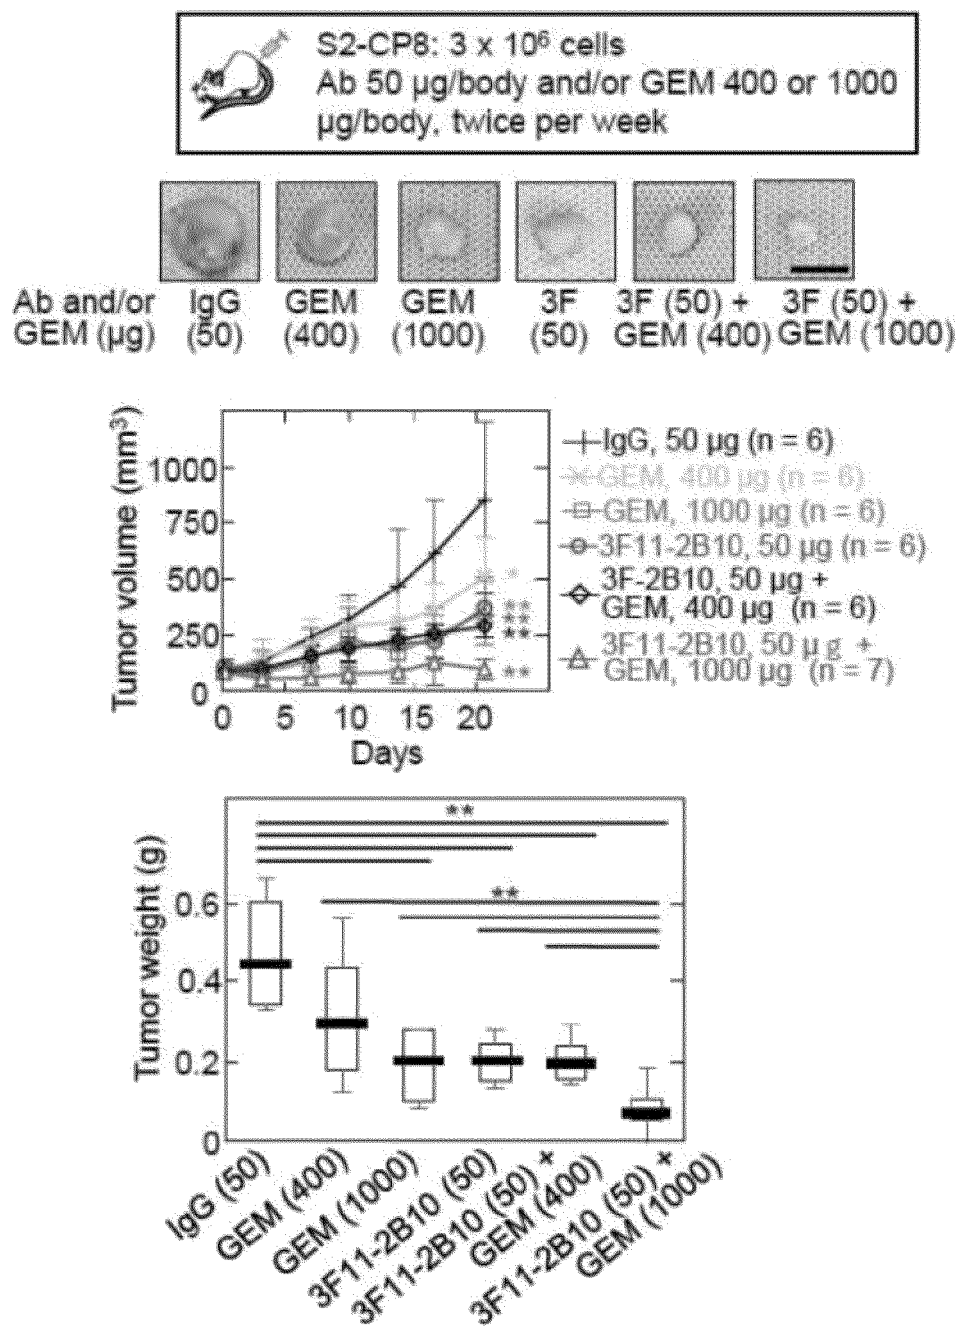 S2-CP8: 3 x 10⁶ cells
Ab 50 µg/body and/or GEM 400 or 1000
µg/body, twice per week
Ab and/or GEM (µg)
IgG (50)
GEM (400)
GEM (1000)
3F (50)
3F (50) + GEM (400)
3F (50) + GEM (1000)
Tumor volume (mm³)
1000
750
500
250
0
0 5 10 15 20
Days
*
**
**
**
**
IgG, 50 µg (n = 6)
GEM, 400 µg (n = 6)
GEM, 1000 µg (n = 6)
3F11-2B10, 50 µg (n = 6)
3F-2B10, 50 µg +
GEM, 400 µg (n = 6)
3F11-2B10, 50 µ g +
GEM, 1000 µg (n = 7)
Tumor weight (g)
0.6
0.4
0.2
0
**
**
IgG (50)
GEM (400)
GEM (1000)
3F11-2B10 (50)
3F11-2B10 (50) +
GEM (400)
3F11-2B10 (50) +
GEM (1000)